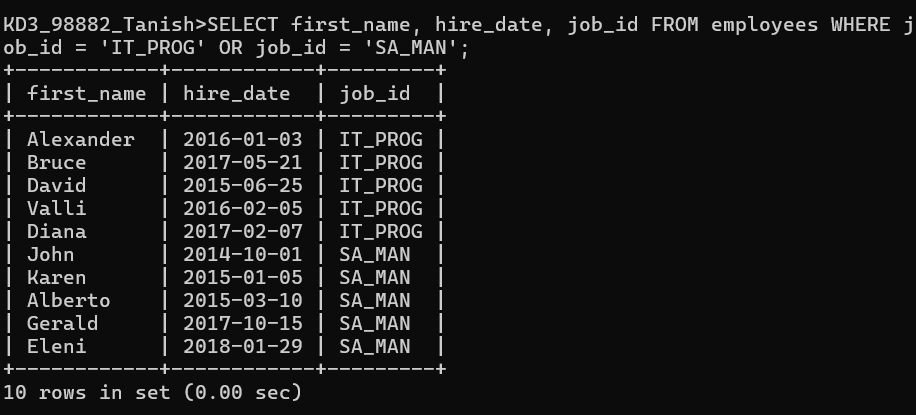 KD3_98882_Tanish>SELECT first_name, hire_date, job_id FROM employees WHERE j
ob_id = 'IT_PROG' OR job_id = 'SA_MAN';
+------------+------------+---------+
| first_name | hire_date  | job_id  |
+------------+------------+---------+
| Alexander  | 2016-01-03 | IT_PROG |
| Bruce      | 2017-05-21 | IT_PROG |
| David      | 2015-06-25 | IT_PROG |
| Valli      | 2016-02-05 | IT_PROG |
| Diana      | 2017-02-07 | IT_PROG |
| John       | 2014-10-01 | SA_MAN  |
| Karen      | 2015-01-05 | SA_MAN  |
| Alberto    | 2015-03-10 | SA_MAN  |
| Gerald     | 2017-10-15 | SA_MAN  |
| Eleni      | 2018-01-29 | SA_MAN  |
+------------+------------+---------+
10 rows in set (0.00 sec)